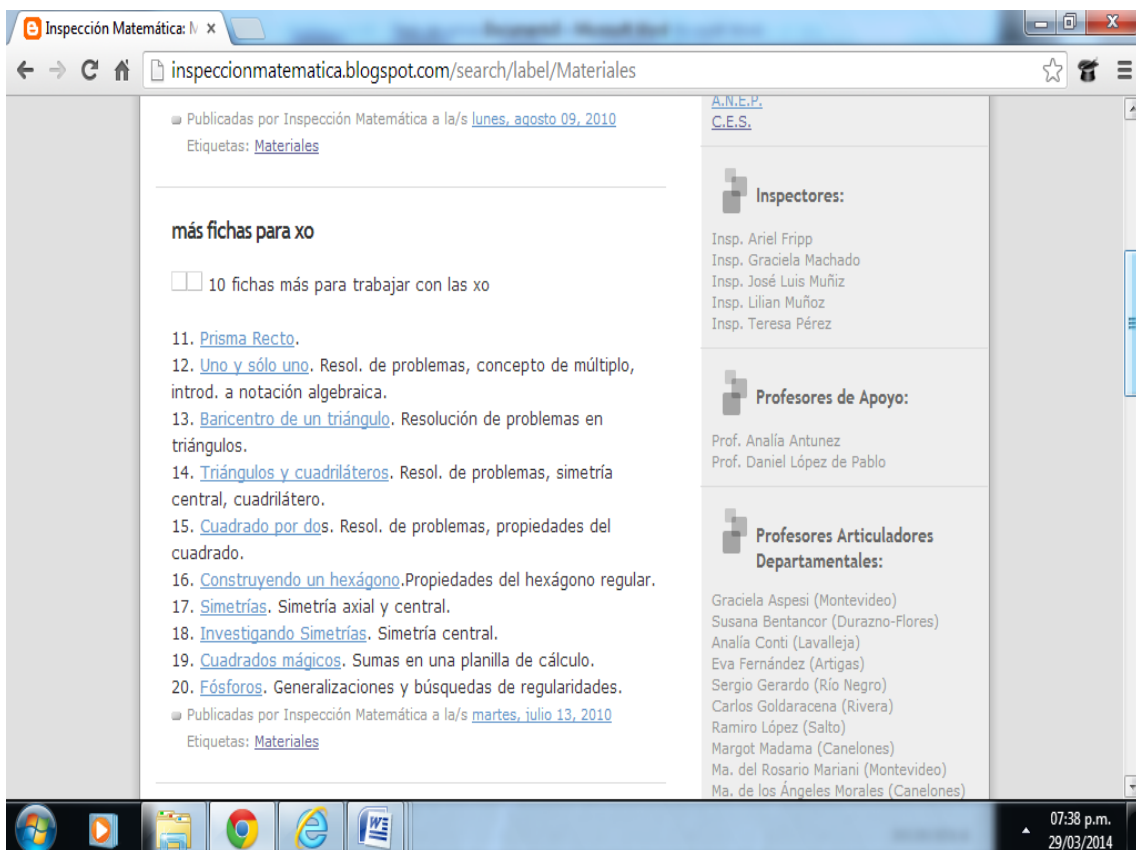 Inspección Matemática: M
inspeccionmatematica.blogspot.com/search/label/Materiales
Publicadas por Inspección Matemática a la/s lunes, agosto 09, 2010
Etiquetas: Materiales
más fichas para xo
10 fichas más para trabajar con las xo
11. Prisma Recto.
12. Uno y sólo uno. Resol. de problemas, concepto de múltiplo,
introd. a notación algebraica.
13. Baricentro de un triángulo. Resolución de problemas en
triángulos.
14. Triángulos y cuadriláteros. Resol. de problemas, simetría
central, cuadrilátero.
15. Cuadrado por dos. Resol. de problemas, propiedades del
cuadrado.
16. Construyendo un hexágono.Propiedades del hexágono regular.
17. Simetrías. Simetría axial y central.
18. Investigando Simetrías. Simetría central.
19. Cuadrados mágicos. Sumas en una planilla de cálculo.
20. Fósforos. Generalizaciones y búsquedas de regularidades.
Publicadas por Inspección Matemática a la/s martes, julio 13, 2010
Etiquetas: Materiales
A.N.E.P.
C.E.S.
Inspectores:
Insp. Ariel Fripp
Insp. Graciela Machado
Insp. José Luis Muñiz
Insp. Lilian Muñoz
Insp. Teresa Pérez
Profesores de Apoyo:
Prof. Analía Antunez
Prof. Daniel López de Pablo
Profesores Articuladores
Departamentales:
Graciela Aspesi (Montevideo)
Susana Bentancor (Durazno-Flores)
Analía Conti (Lavalleja)
Eva Fernández (Artigas)
Sergio Gerardo (Río Negro)
Carlos Goldaracena (Rivera)
Ramiro López (Salto)
Margot Madama (Canelones)
Ma. del Rosario Mariani (Montevideo)
Ma. de los Ángeles Morales (Canelones)
07:38 p.m.
29/03/2014